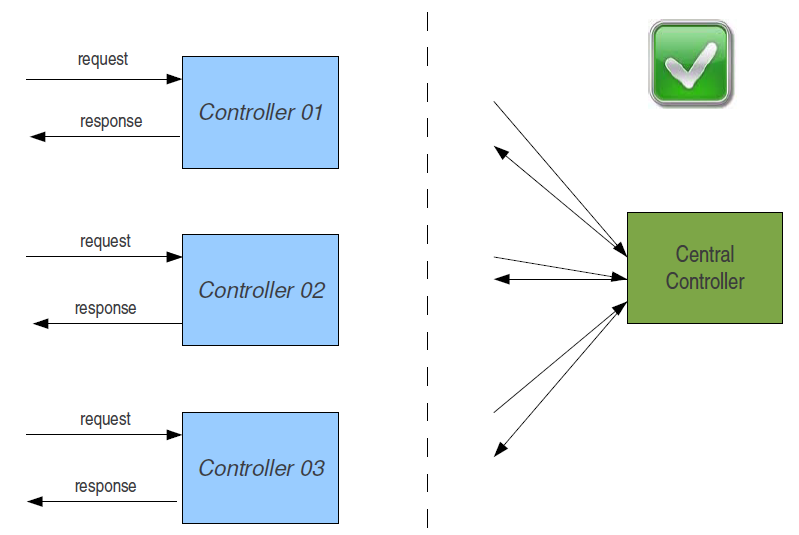 request
Controller 01
response
request
Controller 02
response
request
Controller 03
response
Central
Controller